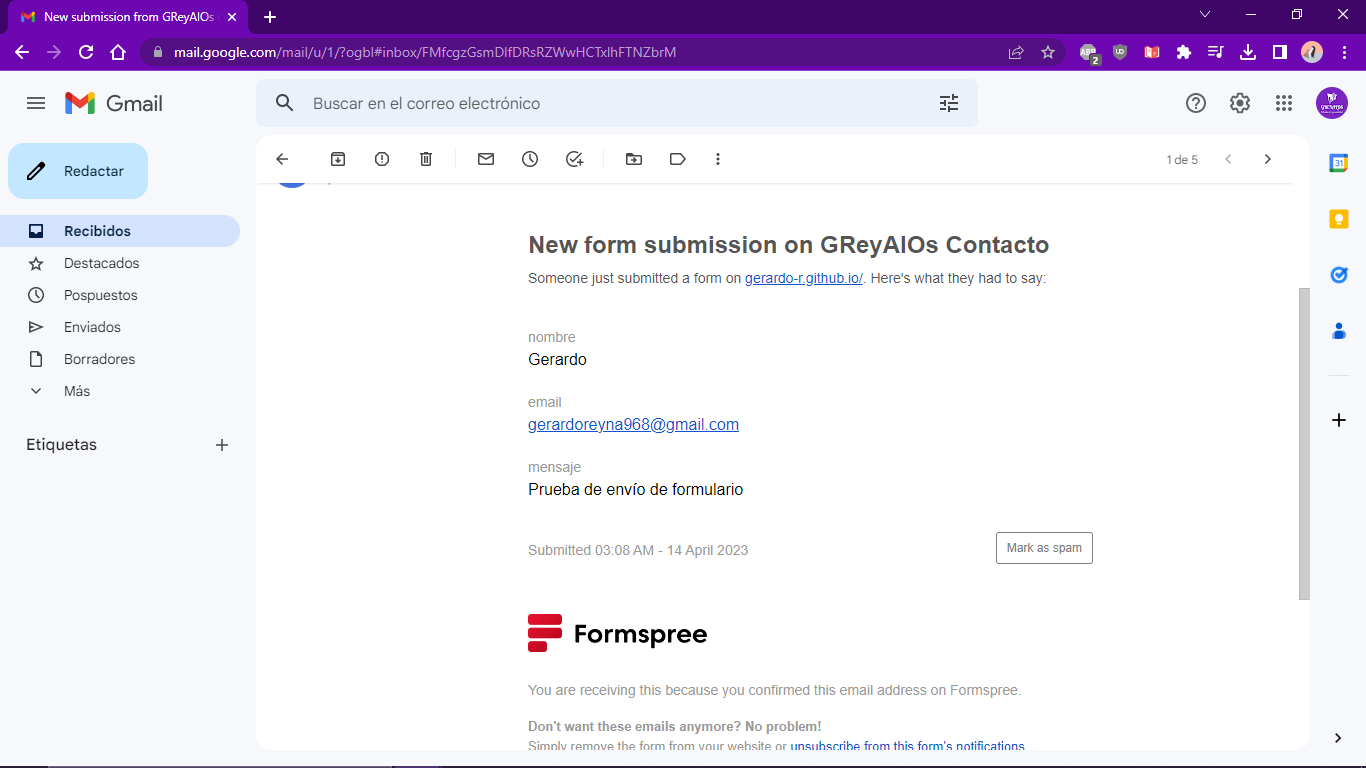 New submission from GReyAIOs
mail.google.com/mail/u/1/?ogbl#inbox/FMfcgzGsmDlfDRsRZWwHCTxlhFTNZbrM
2
Gmail
Buscar en el correo electrónico
Redactar
1 de 5
31
Recibidos
Destacados
Pospuestos
Enviados
Borradores
Más
Etiquetas
New form submission on GReyAIOs Contacto
Someone just submitted a form on gerardo-r.github.io/. Here's what they had to say:
nombre
Gerardo
email
gerardoreyna968@gmail.com
mensaje
Prueba de envío de formulario
Submitted 03:08 AM - 14 April 2023
Mark as spam
Formspree
You are receiving this because you confirmed this email address on Formspree.
Don't want these emails anymore? No problem!
Simply remove the form from your website or unsubscribe from this form's notifications